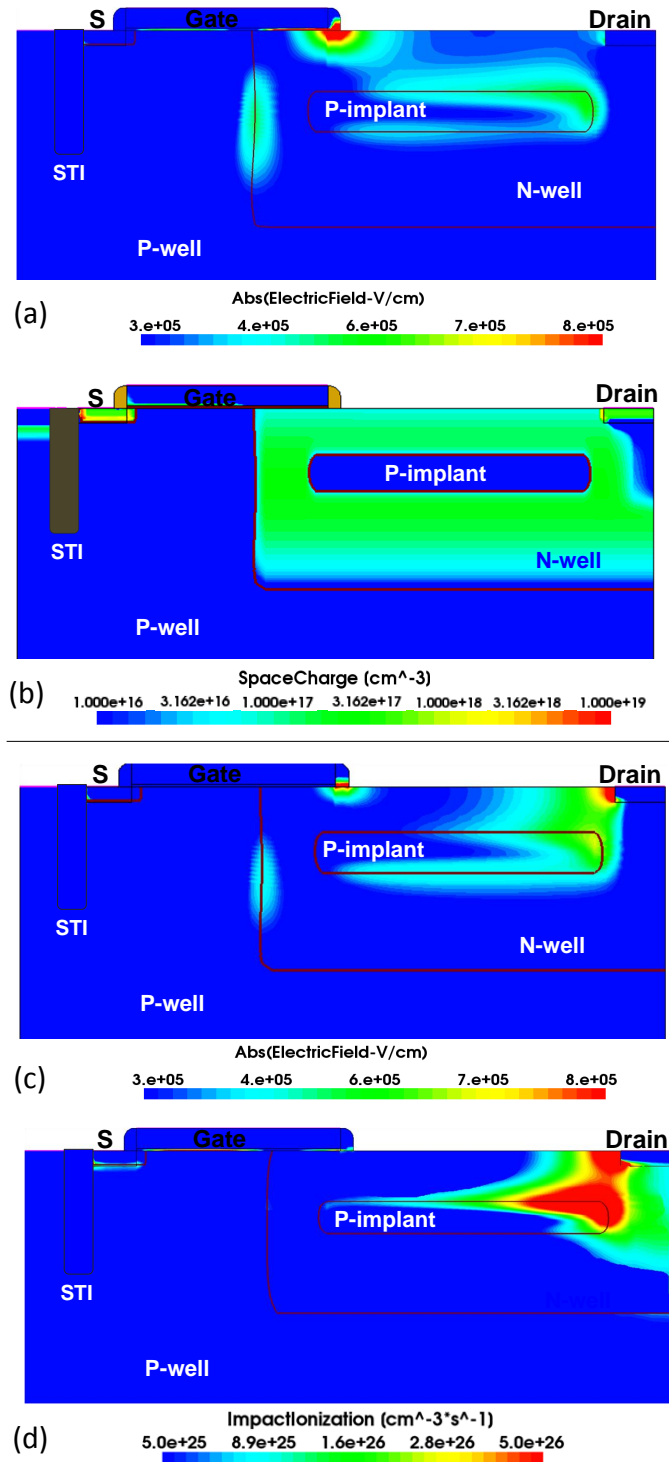 S Gate Drain
P-implant
STI
N-well
P-well
Abs(ElectricField-V/cm)
(a)
3.e+05 4.e+05 6.e+05 7.e+05 8.e+05
S Gate Drain
P-implant
STI
N-well
P-well
SpaceCharge (cm^-3)
(b)
1.000e+16 3.162e+16 1.000e+17 3.162e+17 1.000e+18 3.162e+18 1.000e+19
S Gate Drain
P-implant
STI
N-well
P-well
Abs(ElectricField-V/cm)
(c)
3.e+05 4.e+05 6.e+05 7.e+05 8.e+05
S Gate Drain
P-implant
STI
N-well
P-well
ImpactIonization (cm^-3*s^-1)
(d)
5.0e+25 8.9e+25 1.6e+26 2.8e+26 5.0e+26